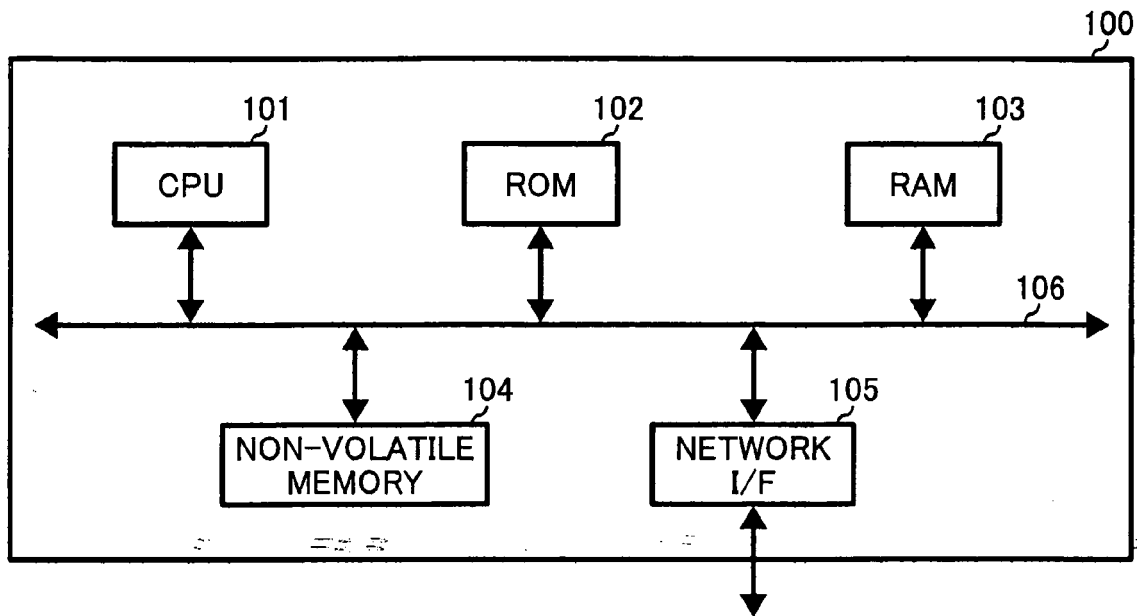 100
101
102
103
CPU
ROM
RAM
106
104
105
NON-VOLATILE
MEMORY
NETWORK
I/F